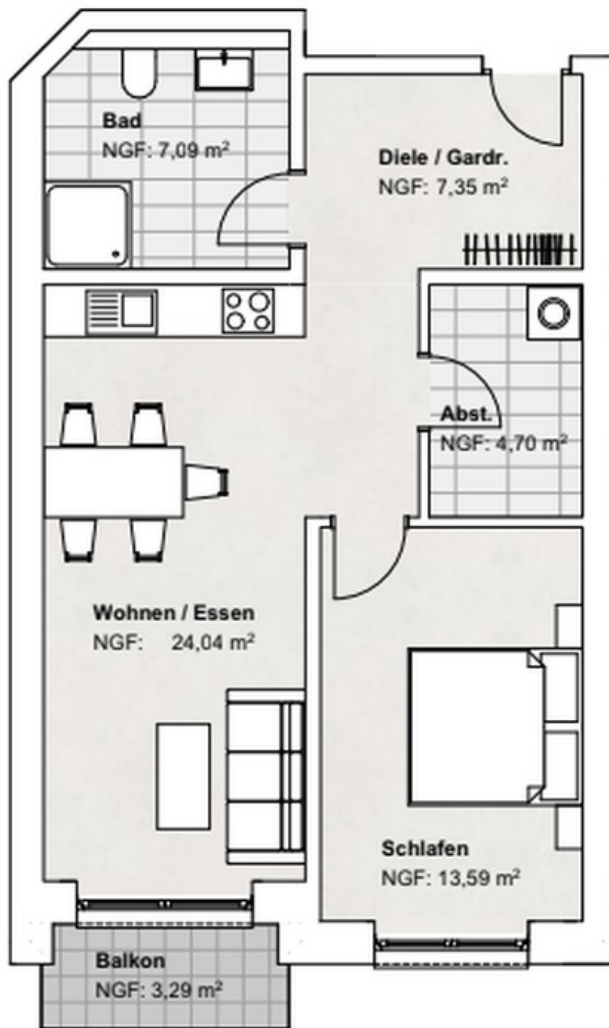 Bad
NGF: 7,09 m²
Diele / Gardr.
NGF: 7,35 m²
Abst.
NGF: 4,70 m²
Wohnen / Essen
NGF: 24,04 m²
Schlafen
NGF: 13,59 m²
Balkon
NGF: 3,29 m²